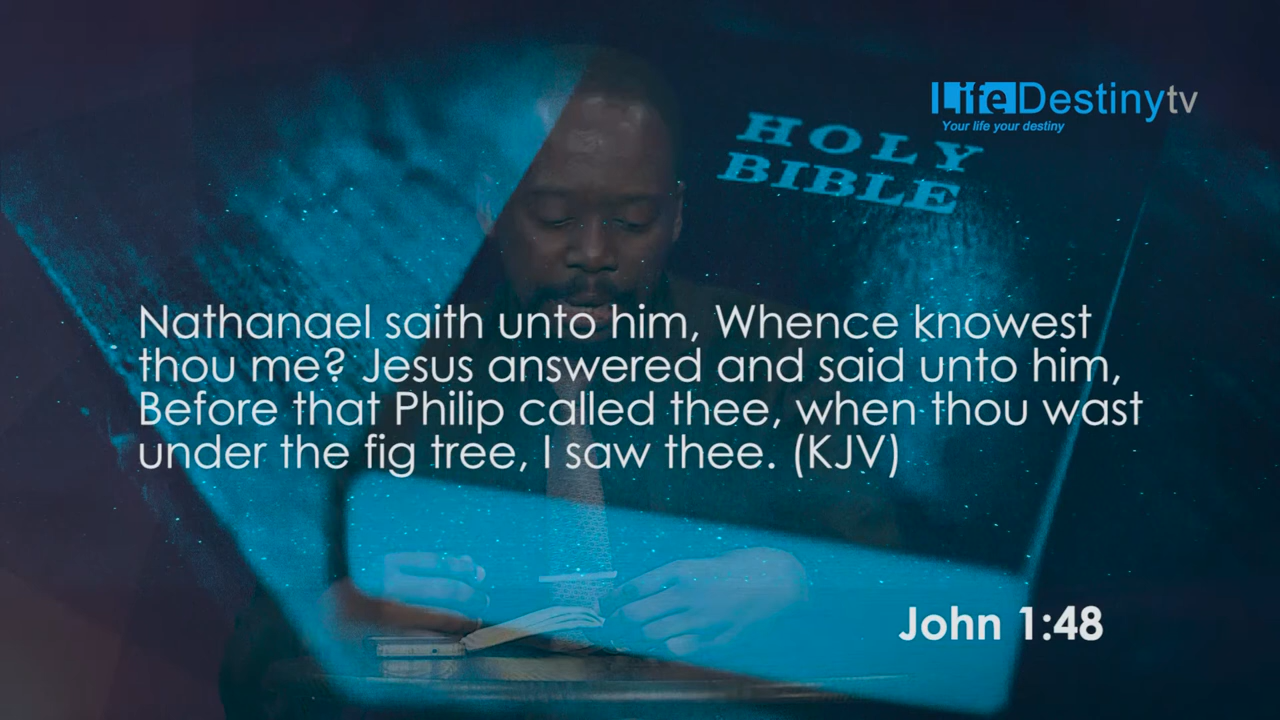 LifeDestinytv
Your life your destiny
HOLY
BIBLE
Nathanael saith unto him, Whence knowest
thou me? Jesus answered and said unto him,
Before that Philip called thee, when thou wast
under the fig tree, I saw thee. (KJV)
John 1:48